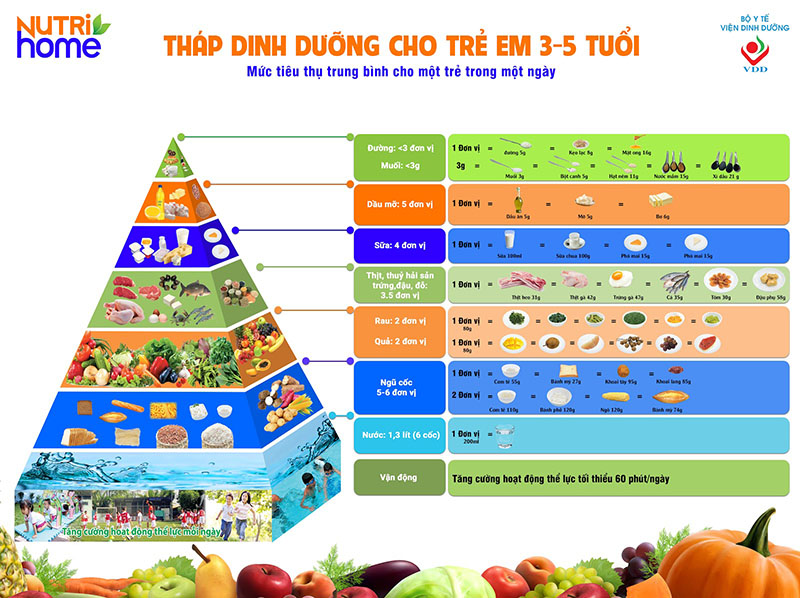 NUTRi
home
THÁP DINH DƯỠNG CHO TRẺ EM 3-5 TUỔI
Mức tiêu thụ trung bình cho một trẻ trong một ngày
BỘ Y TẾ
VIỆN DINH DƯỠNG
VDD
Đường: <3 đơn vị
Muối: <3g
1 Đơn vị = = =
đường 5g Kẹo lạc 8g Mật ong 16g
3g = = = = =
Muối 3g Bột canh 5g Hạt nêm 11g Nước mắm 15g Xì dầu 21 g
Dầu mỡ: 5 đơn vị
1 Đơn vị = = =
Dầu ăn 5g Mỡ 5g Bơ 6g
Sữa: 4 đơn vị
1 Đơn vị = = = =
Sữa 100ml Sữa chua 100g Phô mai 15g Phô mai 15g
Thịt, thuỷ hải sản
trứng,đậu, đỗ:
3.5 đơn vị
1 Đơn vị = = = = = =
Thịt heo 31g Thịt gà 42g Trứng gà 47g Cá 35g Tôm 30g Đậu phụ 58g
Rau: 2 đơn vị
Quả: 2 đơn vị
1 Đơn vị = = = = = =
80g
1 Đơn vị = = = = = =
80g
Ngũ cốc
5-6 đơn vị
1 Đơn vị = = = =
Cơm tẻ 55g Bánh mỳ 27g Khoai tây 95g Khoai lang 85g
2 Đơn vị = = = =
Cơm tẻ 110g Bánh phở 120g Ngô 120g Bánh mỳ 74g
Nước: 1,3 lít (6 cốc)
1 Đơn vị =
200ml
Vận động
Tăng cường hoạt động thể lực tối thiểu 60 phút/ngày
Tăng cường hoạt động thể lực mỗi ngày